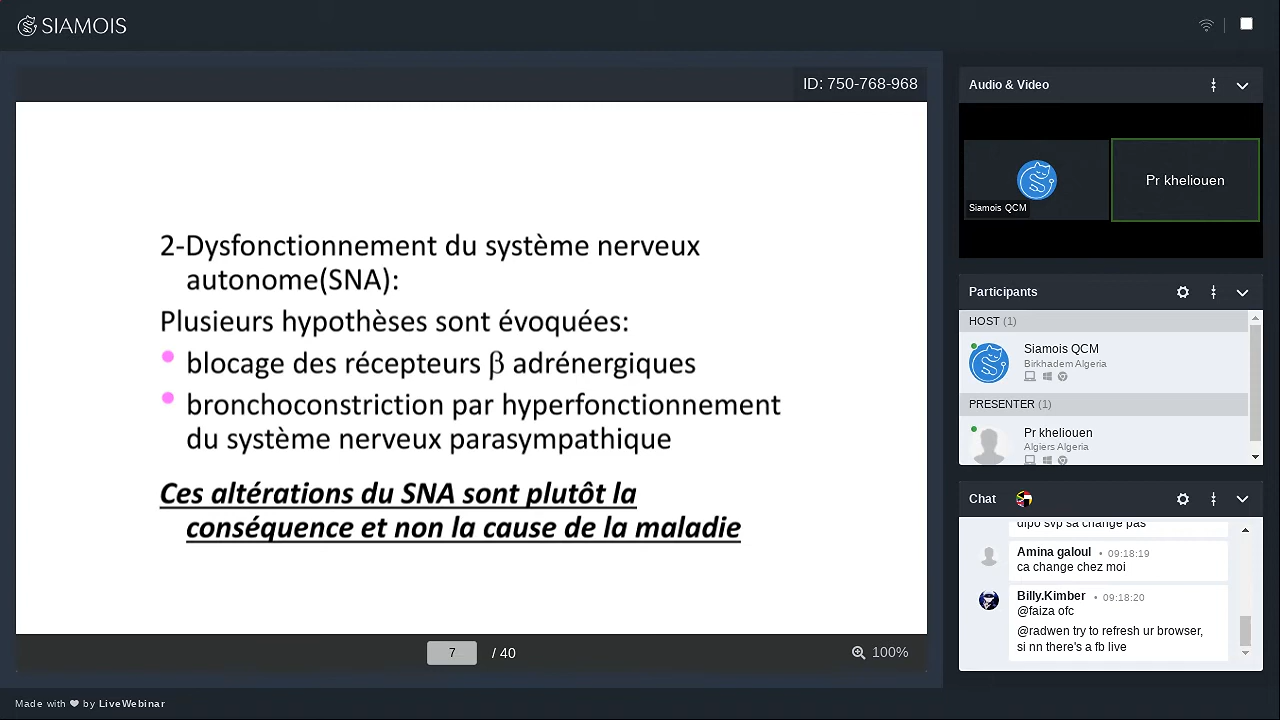 SIAMOIS
ID: 750-768-968
2-Dysfonctionnement du système nerveux
autonome(SNA):
Plusieurs hypothèses sont évoquées:
• blocage des récepteurs β adrénergiques
• bronchoconstriction par hyperfonctionnement
du système nerveux parasympathique
Ces altérations du SNA sont plutôt la
conséquence et non la cause de la maladie
7 / 40
100%
Audio & Video
Siamois QCM
Pr kheliouen
Participants
HOST (1)
Siamois QCM
Birkhadem Algeria
PRESENTER (1)
Pr kheliouen
Algiers Algeria
Chat
dipo svp sa change pas
Amina galoul • 09:18:19
ca change chez moi
Billy.Kimber • 09:18:20
@faiza ofc
@radwen try to refresh ur browser,
si nn there's a fb live
Made with ❤ by LiveWebinar